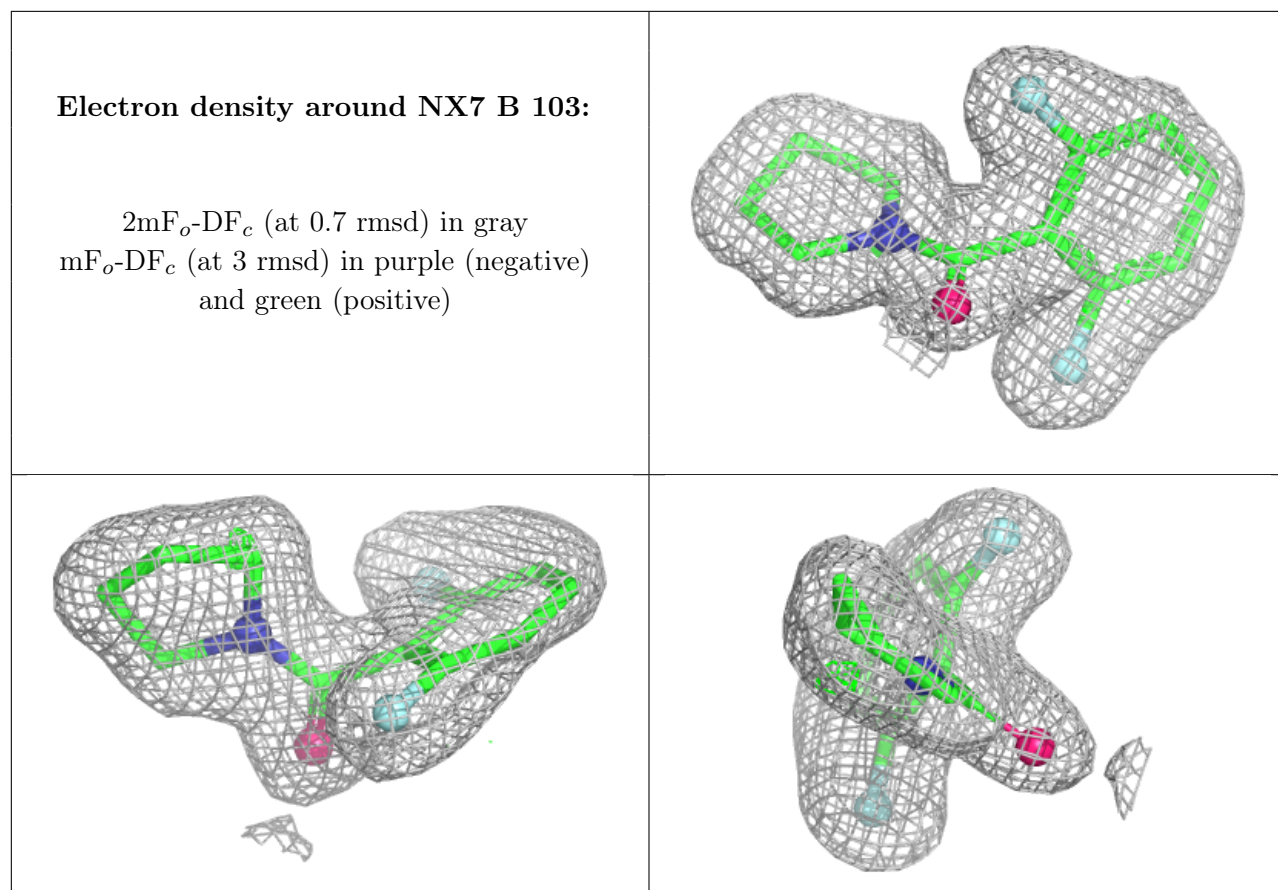 Electron density around NX7 B 103:
2mFo-DFc (at 0.7 rmsd) in gray
mFo-DFc (at 3 rmsd) in purple (negative)
and green (positive)